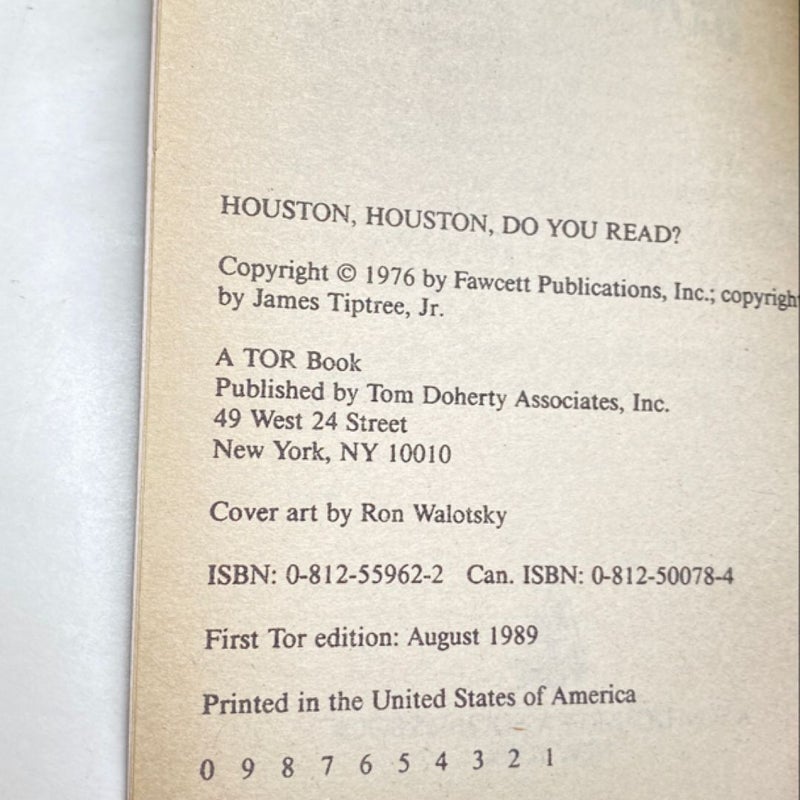 HOUSTON, HOUSTON, DO YOU READ?
Copyright © 1976 by Fawcett Publications, Inc.; copyright
by James Tiptree, Jr.
A TOR Book
Published by Tom Doherty Associates, Inc.
49 West 24 Street
New York, NY 10010
Cover art by Ron Walotsky
ISBN: 0-812-55962-2 Can. ISBN: 0-812-50078-4
First Tor edition: August 1989
Printed in the United States of America
0 9 8 7 6 5 4 3 2 1